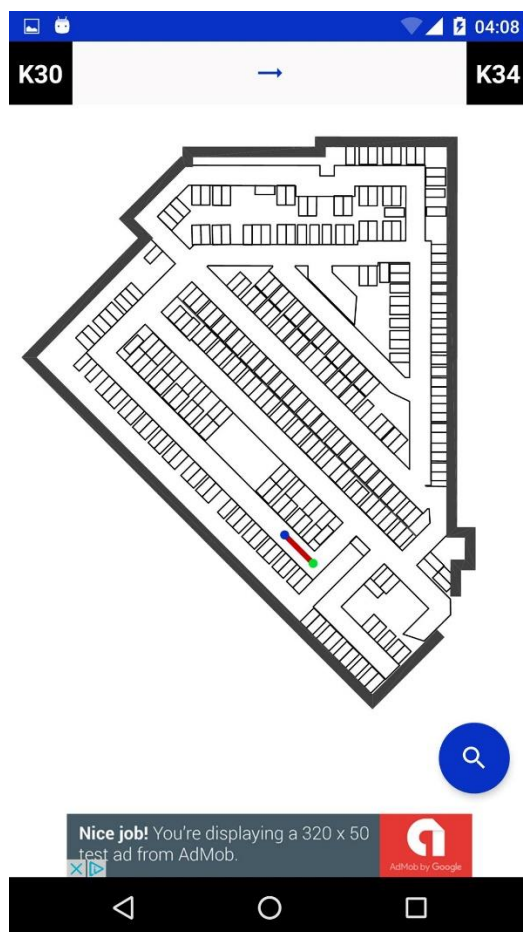 04:08
K30 → K34
Nice job! You're displaying a 320 x 50
test ad from AdMob.
AdMob by Google